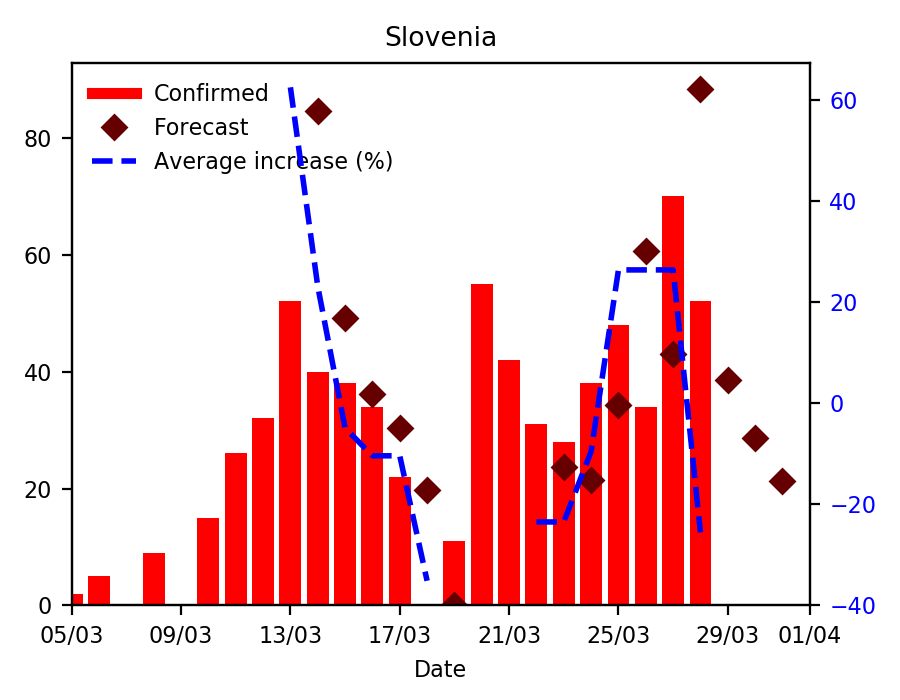 Slovenia
Confirmed
Forecast
Average increase (%)
80
60
40
20
0
60
40
20
0
−20
−40
05/03 09/03 13/03 17/03 21/03 25/03 29/03 01/04
Date